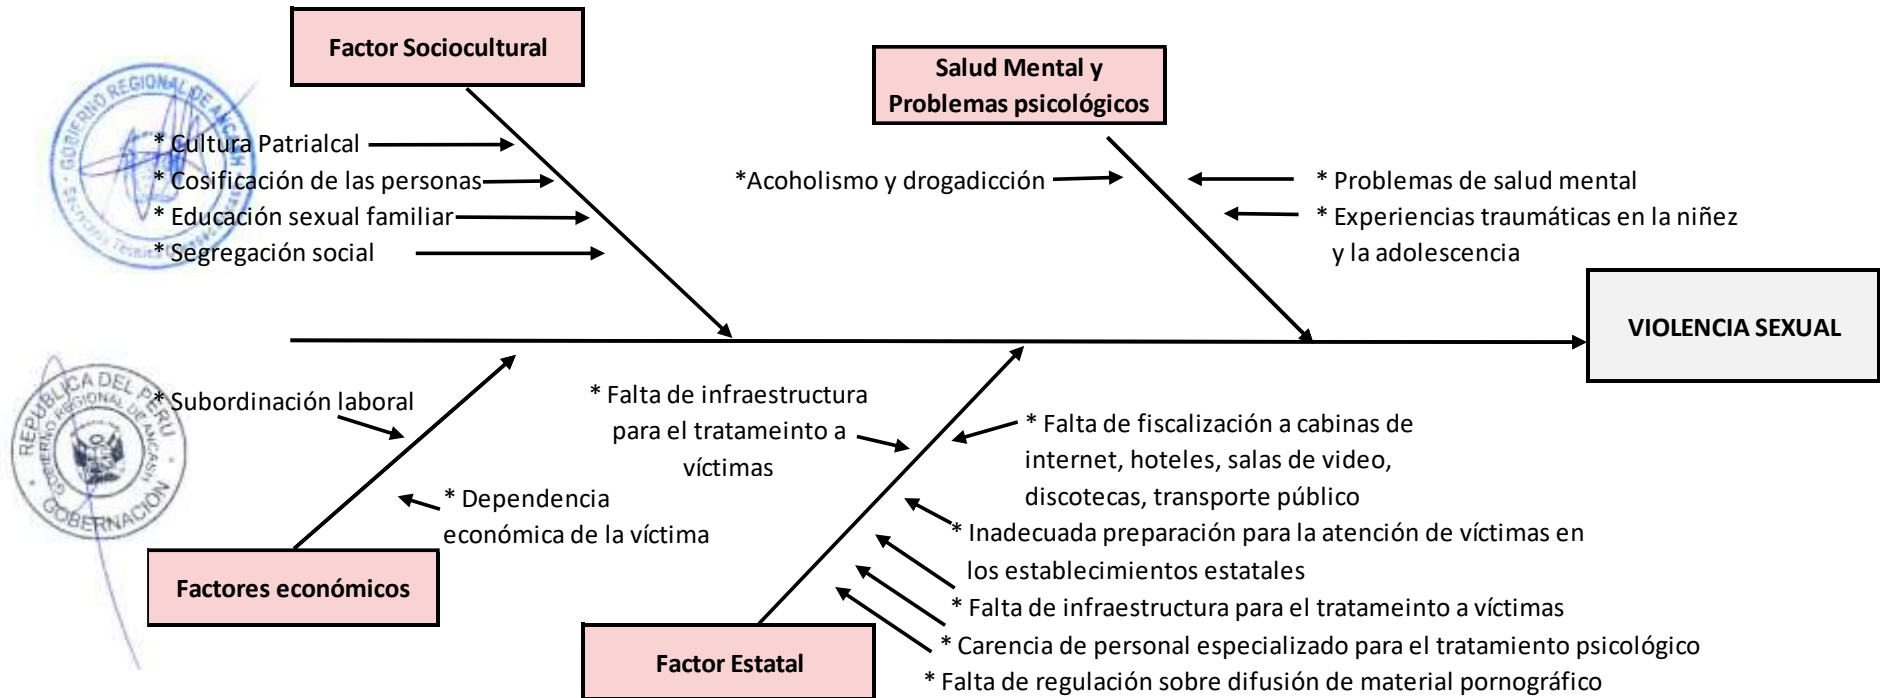 Factor Sociocultural
Salud Mental y
Problemas psicológicos
GOBIERNO REGIONAL DE ANCASH
* Cultura Patrialcal
* Cosificación de las personas
* Educación sexual familiar
* Segregación social
*Acoholismo y drogadicción
* Problemas de salud mental
* Experiencias traumáticas en la niñez
y la adolescencia
VIOLENCIA SEXUAL
REPUBLICA DEL PERU
GOBIERNO REGIONAL DE ANCASH
GOBERNACION
* Subordinación laboral
* Dependencia
económica de la víctima
Factores económicos
* Falta de infraestructura
para el tratameinto a
víctimas
* Falta de fiscalización a cabinas de
internet, hoteles, salas de video,
discotecas, transporte público
* Inadecuada preparación para la atención de víctimas en
los establecimientos estatales
* Falta de infraestructura para el tratameinto a víctimas
* Carencia de personal especializado para el tratamiento psicológico
* Falta de regulación sobre difusión de material pornográfico
Factor Estatal